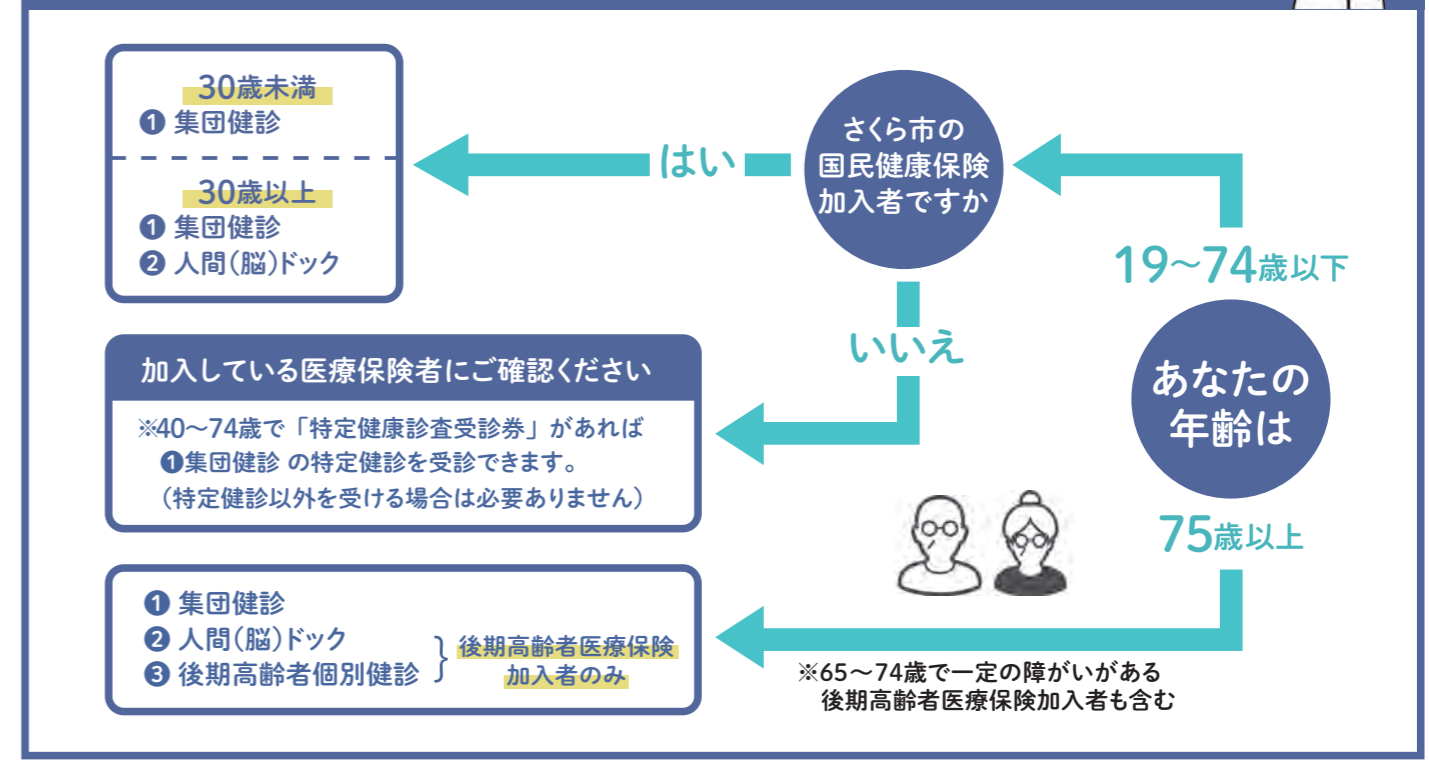 あなたの
年齢は
19～74歳以下
さくら市の
国民健康保険
加入者ですか
はい
30歳未満
❶ 集団健診
30歳以上
❶ 集団健診
❷ 人間(脳)ドック
いいえ
加入している医療保険者にご確認ください
※40～74歳で「特定健康診査受診券」があれば
❶集団健診 の特定健診を受診できます。
(特定健診以外を受ける場合は必要ありません)
75歳以上
※65～74歳で一定の障がいがある
後期高齢者医療保険加入者も含む
❶ 集団健診
❷ 人間(脳)ドック
❸ 後期高齢者個別健診
後期高齢者医療保険
加入者のみ